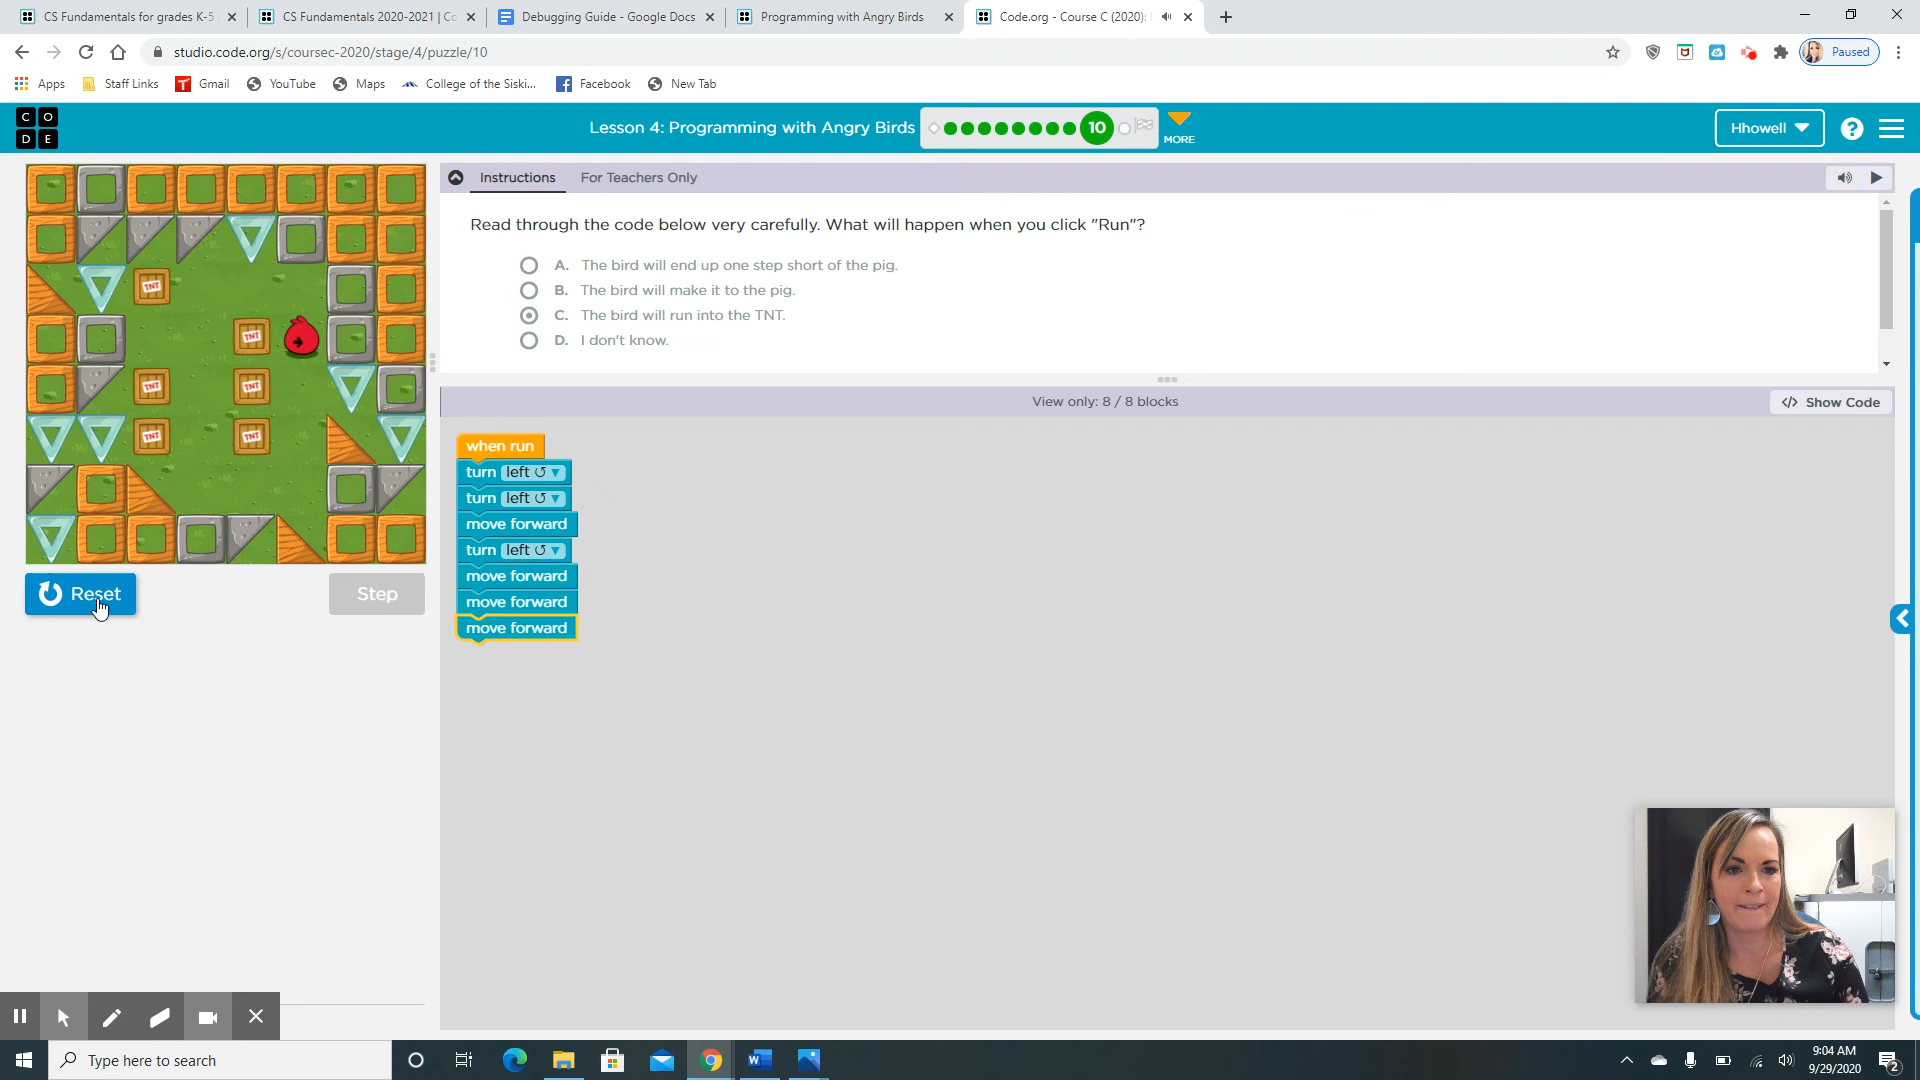 CS Fundamentals for grades K-5
CS Fundamentals 2020-2021 | Cc
Debugging Guide - Google Docs
Programming with Angry Birds
Code.org - Course C (2020):
studio.code.org/s/coursec-2020/stage/4/puzzle/10
Paused
Apps
Staff Links
Gmail
YouTube
Maps
College of the Siski...
Facebook
New Tab
C O
D E
Lesson 4: Programming with Angry Birds
10
MORE
Hhowell
?
Instructions
For Teachers Only
Read through the code below very carefully. What will happen when you click "Run"?
A. The bird will end up one step short of the pig.
B. The bird will make it to the pig.
C. The bird will run into the TNT.
D. I don't know.
TNT
TNT
TNT
TNT
TNT
TNT
View only: 8 / 8 blocks
</> Show Code
when run
turn left
turn left
move forward
turn left
move forward
move forward
move forward
Reset
Step
Type here to search
9:04 AM
9/29/2020
2